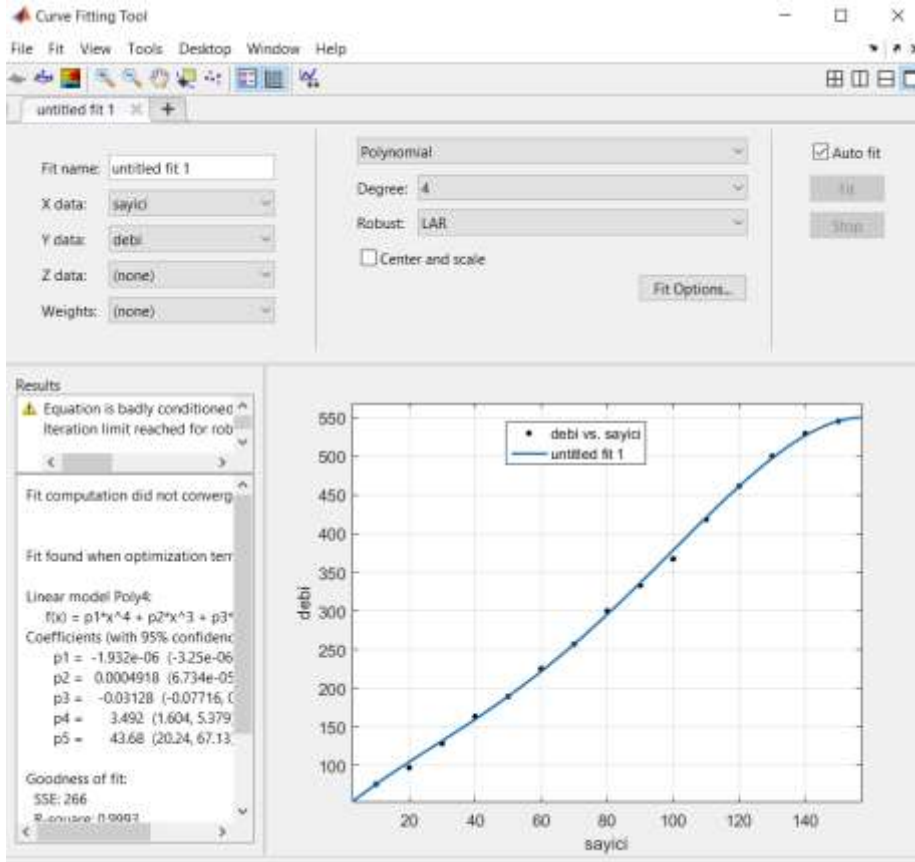 Curve Fitting Tool
File Fit View Tools Desktop Window Help
untitled fit 1
Fit name: untitled fit 1
X data: sayici
Y data: debi
Z data: (none)
Weights: (none)
Polynomial
Degree: 4
Robust: LAR
Center and scale
Fit Options...
Auto fit
Fit
Stop
Results
Equation is badly conditioned
Iteration limit reached for rob
Fit computation did not converg
Fit found when optimization terr
Linear model Poly4:
f(x) = p1*x^4 + p2*x^3 + p3*
Coefficients (with 95% confidenc
p1 = -1.932e-06 (-3.25e-06
p2 = 0.0004918 (6.734e-05
p3 = -0.03128 (-0.07716, 0
p4 = 3.492 (1.604, 5.379
p5 = 43.68 (20.24, 67.13
Goodness of fit:
SSE: 266
R-square: 0.9993
debi vs. sayici
untitled fit 1
550
500
450
400
350
300
250
200
150
100
debi
20 40 60 80 100 120 140
sayici